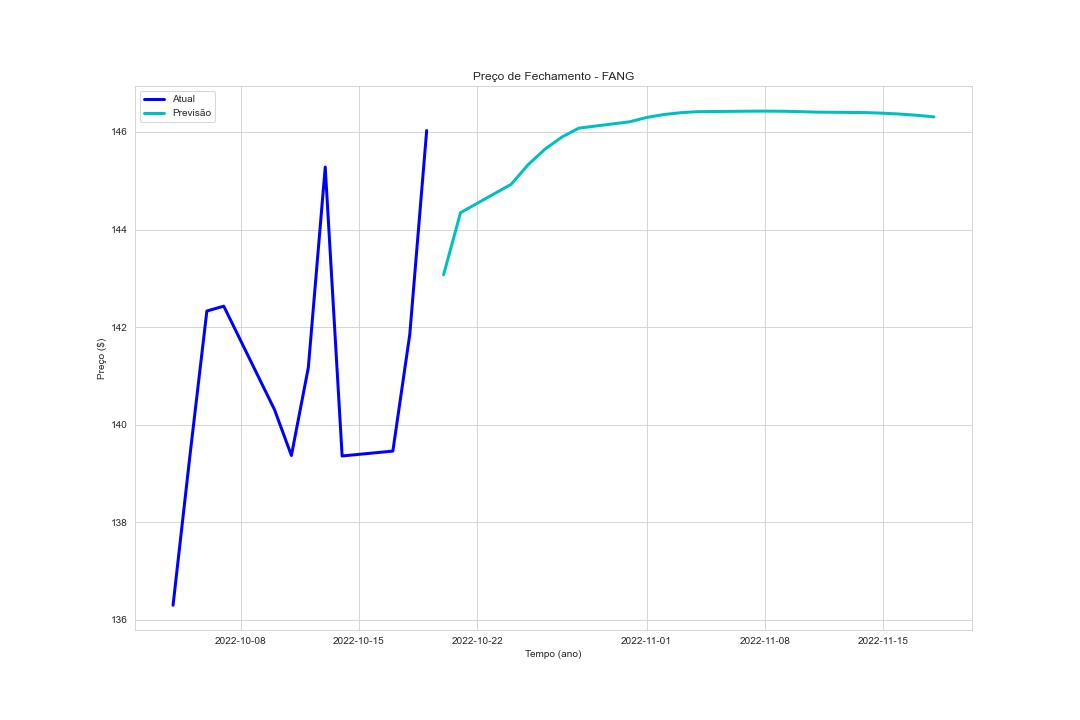 Preço de Fechamento - FANG
Atual
Previsão
146
144
142
140
138
136
Preço ($)
2022-10-08
2022-10-15
2022-10-22
2022-11-01
2022-11-08
2022-11-15
Tempo (ano)